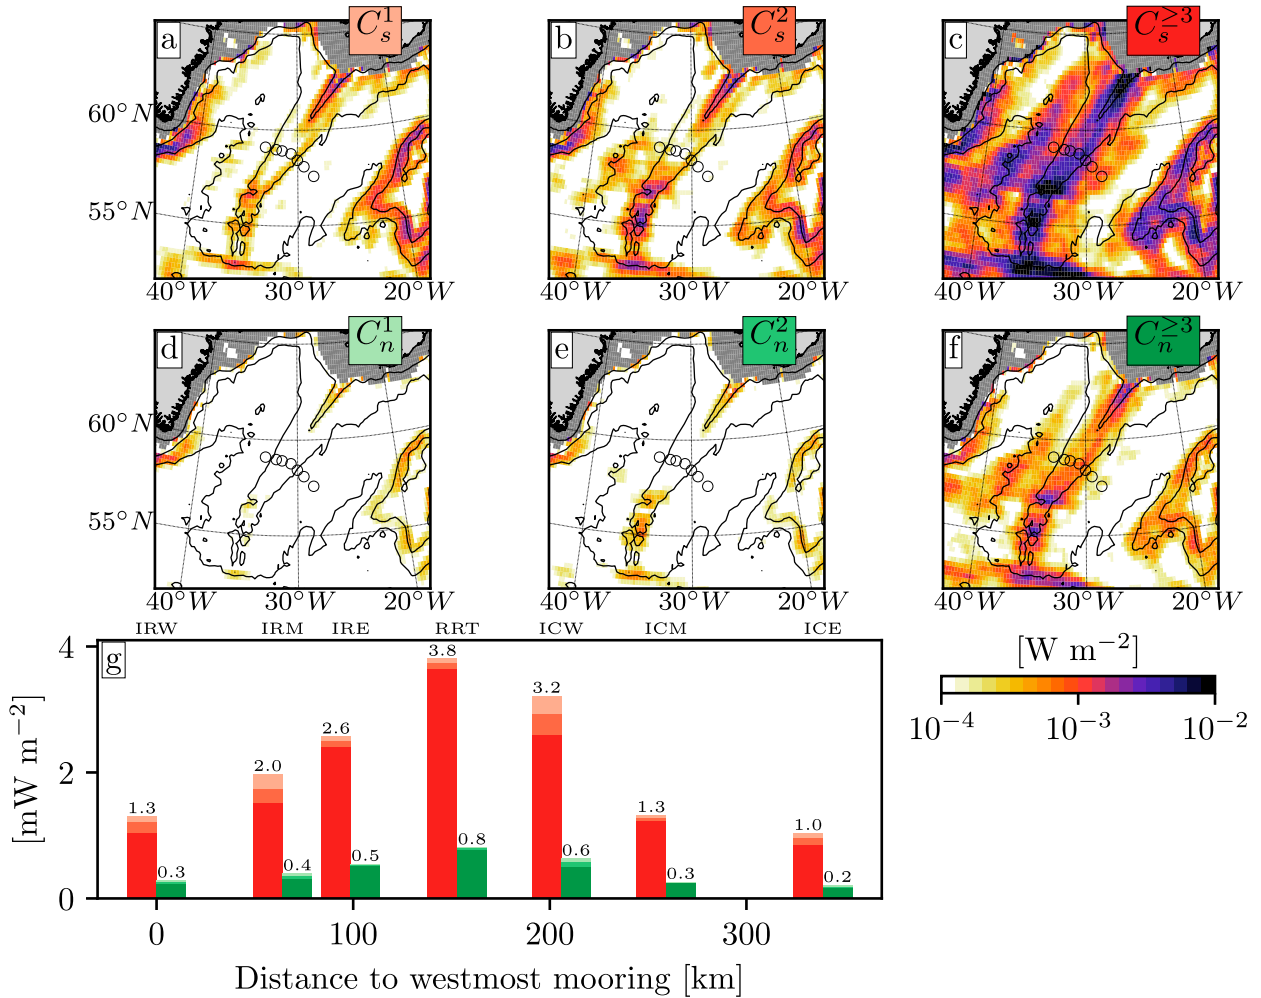 a C_s^1
b C_s^2
c C_s^{≥3}
60°N
55°N
40°W 30°W 20°W
40°W 30°W 20°W
40°W 30°W 20°W
d C_n^1
e C_n^2
f C_n^{≥3}
60°N
55°N
40°W 30°W 20°W
40°W 30°W 20°W
40°W 30°W 20°W
IRW IRM IRE RRT ICW ICM ICE
g
4
2
0
[mW m⁻²]
1.3 0.3
2.0 0.4
2.6 0.5
3.8 0.8
3.2 0.6
1.3 0.3
1.0 0.2
0 100 200 300
Distance to westmost mooring [km]
[W m⁻²]
10⁻⁴ 10⁻³ 10⁻²